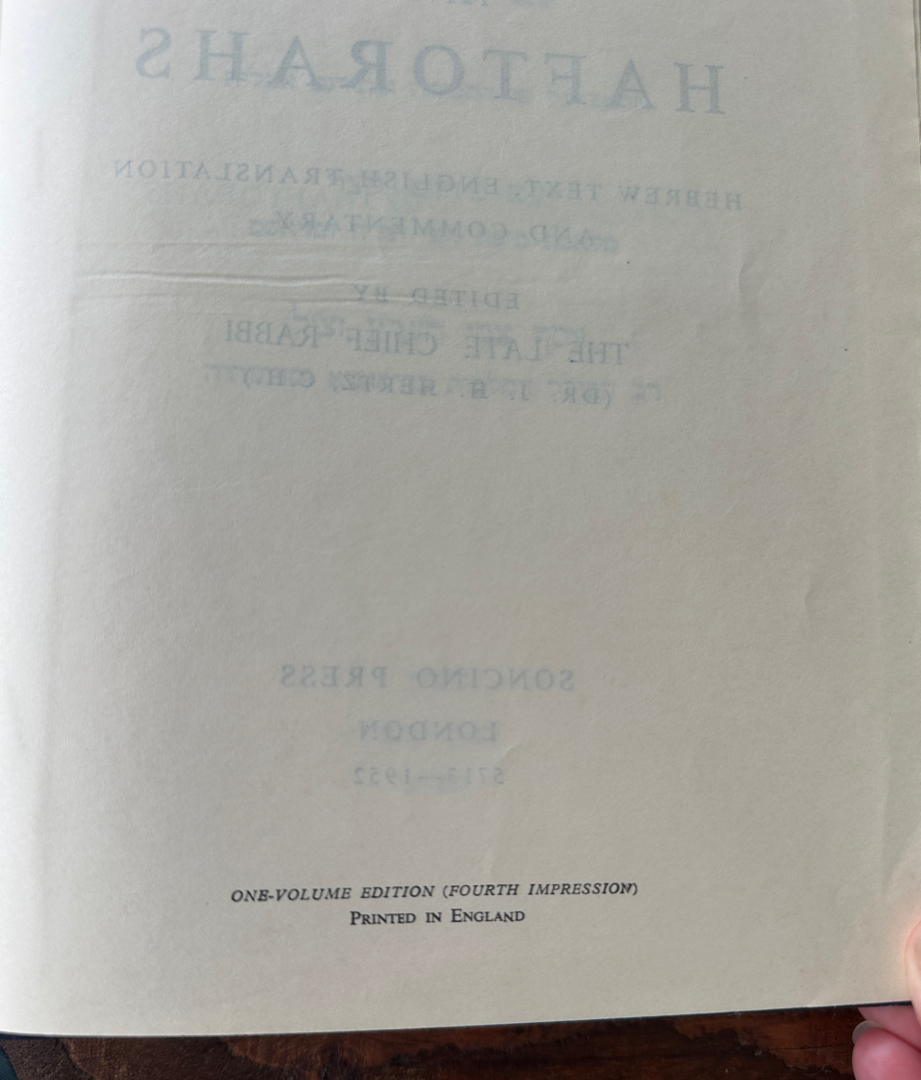 HAFTORAHS
HEBREW TEXT, ENGLISH TRANSLATION
AND COMMENTARY
EDITED BY
THE LATE CHIEF RABBI
(DR. J. H. HERTZ, C.H.)
SONCINO PRESS
LONDON
5713—1952
ONE-VOLUME EDITION (FOURTH IMPRESSION)
PRINTED IN ENGLAND